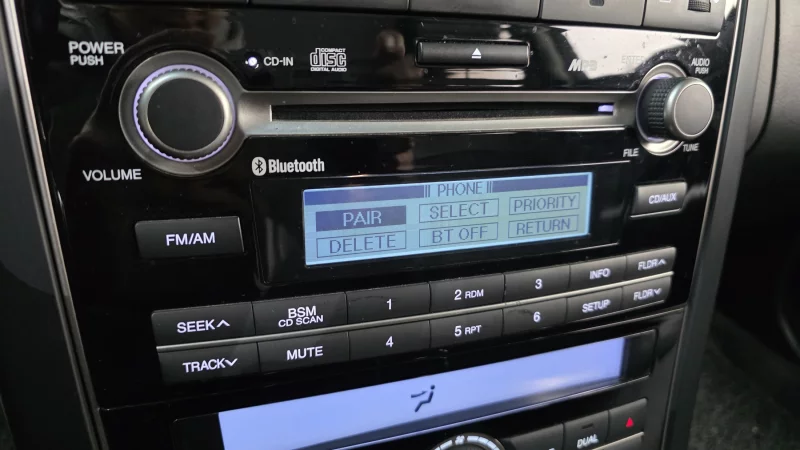 POWER
PUSH
CD-IN
COMPACT
disc
DIGITAL AUDIO
MP3
ENTER
AUDIO
PUSH
VOLUME
FILE
TUNE
Bluetooth
PHONE
PAIR SELECT PRIORITY
DELETE BT OFF RETURN
FM/AM
CD/AUX
SEEK
BSM
CD SCAN
1
2 RDM
3
INFO
FLDR
TRACK
MUTE
4
5 RPT
6
SETUP
FLDR
DUAL